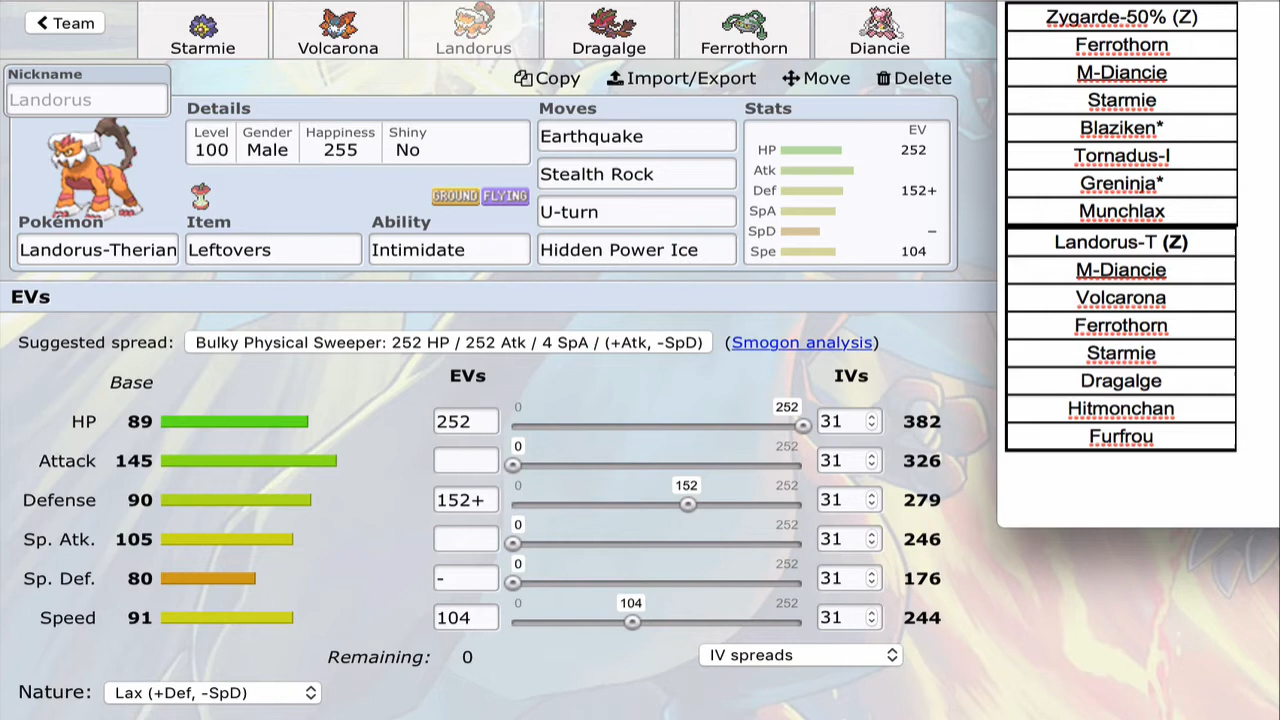 Team
Starmie
Volcarona
Landorus
Dragalge
Ferrothorn
Diancie
Copy
Import/Export
Move
Delete
Nickname
Landorus
Details
Level
100
Gender
Male
Happiness
255
Shiny
No
GROUND
FLYING
Pokémon
Landorus-Therian
Item
Leftovers
Ability
Intimidate
Moves
Earthquake
Stealth Rock
U-turn
Hidden Power Ice
Stats
EV
HP 252
Atk
Def 152+
SpA
SpD –
Spe 104
EVs
Suggested spread: Bulky Physical Sweeper: 252 HP / 252 Atk / 4 SpA / (+Atk, -SpD) (Smogon analysis)
Base EVs IVs
HP 89 252 0 252 31 382
Attack 145 0 252 31 326
Defense 90 152+ 0 152 252 31 279
Sp. Atk. 105 0 252 31 246
Sp. Def. 80 - 0 252 31 176
Speed 91 104 0 104 252 31 244
Remaining: 0
IV spreads
Nature: Lax (+Def, -SpD)
Zygarde-50% (Z)
Ferrothorn
M-Diancie
Starmie
Blaziken*
Tornadus-I
Greninja*
Munchlax
Landorus-T (Z)
M-Diancie
Volcarona
Ferrothorn
Starmie
Dragalge
Hitmonchan
Furfrou